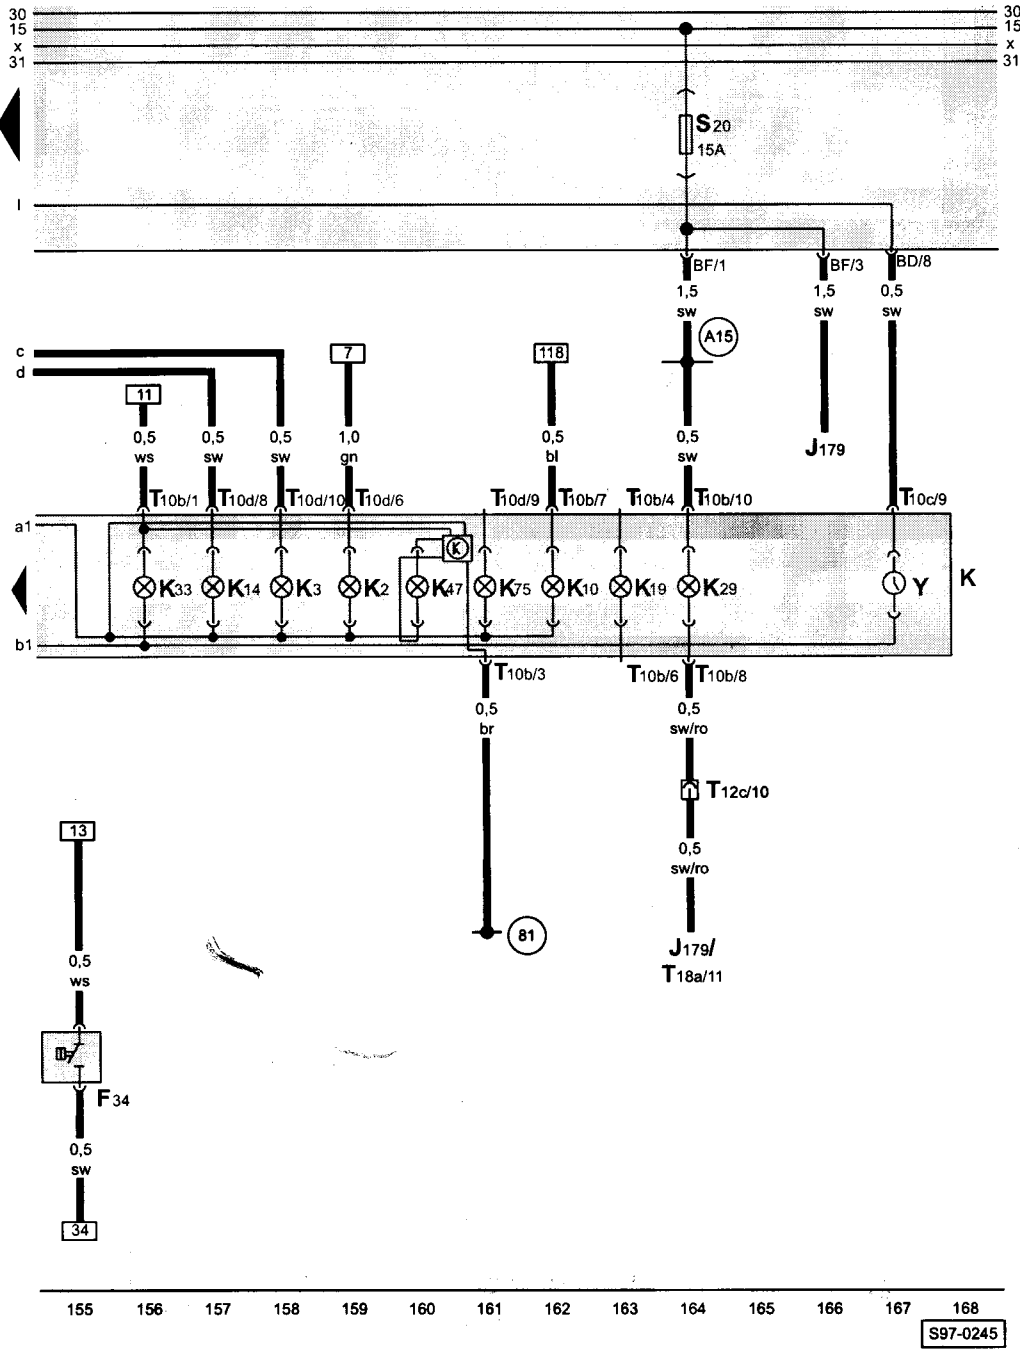 30 30
15 15
x x
31 31
S20
15A
l
BF/1 BF/3 BD/8
1,5 1,5 0,5
sw sw sw
A15
c
d
7 118
11
0,5 0,5 0,5 1,0 0,5 0,5
ws sw sw gn bl sw
J179
T10b/1 T10d/8 T10d/10 T10d/6 T10d/9 T10b/7 T10b/4 T10b/10 T10c/9
a1
K
K33 K14 K3 K2 K47 K75 K10 K19 K29 Y K
b1
T10b/3 T10b/6 T10b/8
0,5 0,5
br sw/ro
T12c/10
13
0,5
sw/ro
81
J179/
T18a/11
0,5
ws
F34
0,5
sw
34
155 156 157 158 159 160 161 162 163 164 165 166 167 168
S97-0245